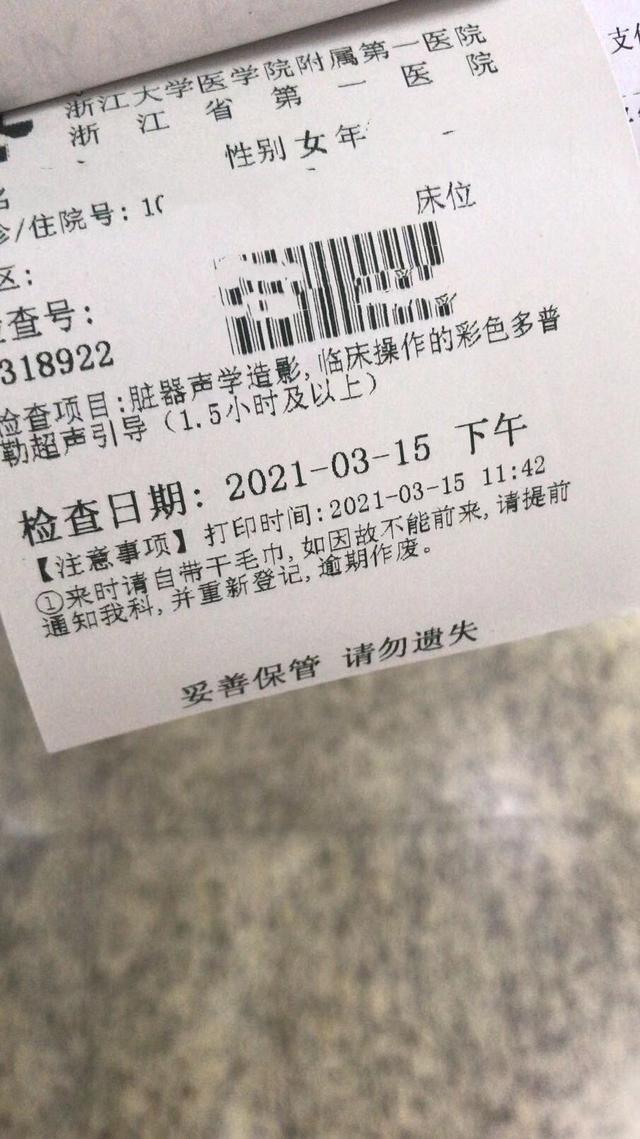 浙江大学医学院附属第一医院
浙江省第一医院
性别 女 年
名
诊/住院号: 10
床位
区:
检查号:
318922
检查项目:脏器声学造影,临床操作的彩色多普
勒超声引导(1.5小时及以上)
检查日期: 2021-03-15 下午
【注意事项】打印时间:2021-03-15 11:42
①来时请自带干毛巾,如因故不能前来,请提前
通知我科,并重新登记,逾期作废。
妥善保管 请勿遗失
支付